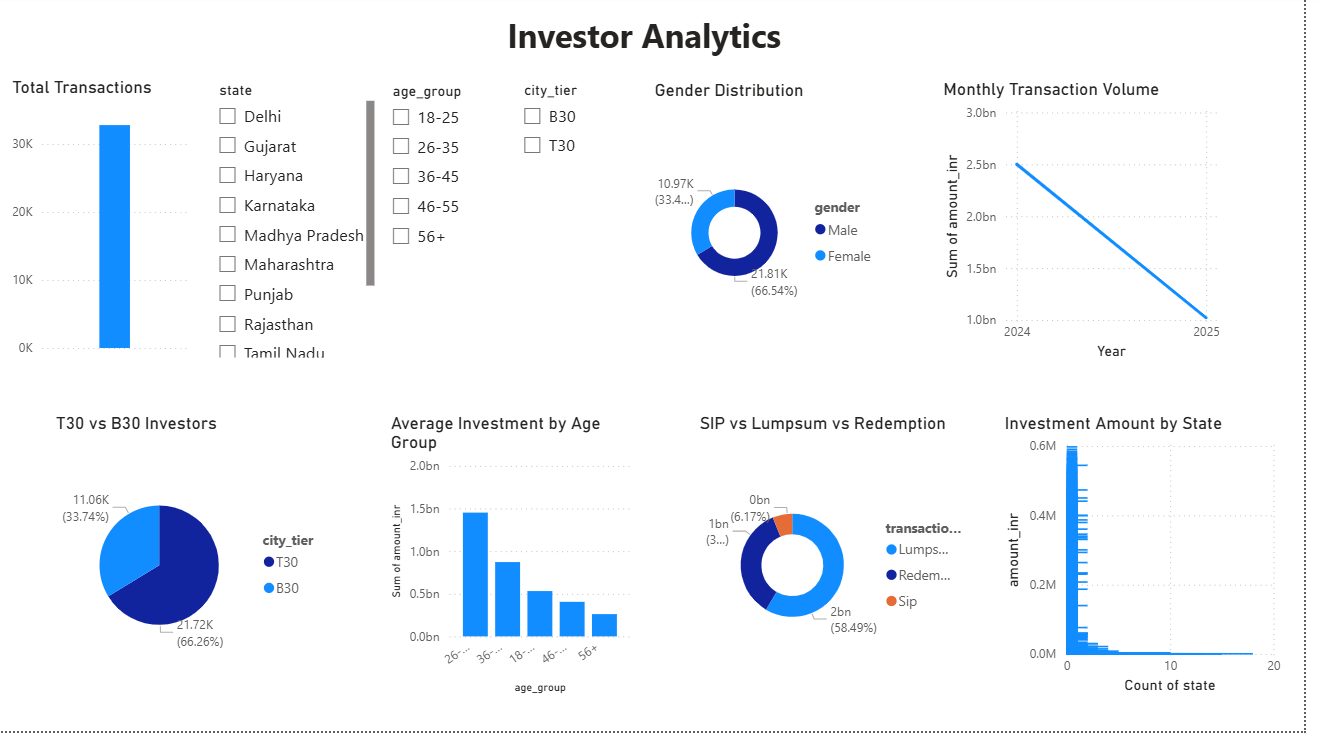 Investor Analytics
Total Transactions
30K
20K
10K
0K
state
Delhi
Gujarat
Haryana
Karnataka
Madhya Pradesh
Maharashtra
Punjab
Rajasthan
Tamil Nadu
age_group
18-25
26-35
36-45
46-55
56+
city_tier
B30
T30
Gender Distribution
10.97K
(33.4...)
21.81K
(66.54%)
gender
Male
Female
Monthly Transaction Volume
Sum of amount_inr
3.0bn
2.5bn
2.0bn
1.5bn
1.0bn
2024
2025
Year
T30 vs B30 Investors
11.06K
(33.74%)
21.72K
(66.26%)
city_tier
T30
B30
Average Investment by Age
Group
Sum of amount_inr
2.0bn
1.5bn
1.0bn
0.5bn
0.0bn
26-...
36-...
18-...
46-...
56+
age_group
SIP vs Lumpsum vs Redemption
0bn
(6.17%)
1bn
(3...)
2bn
(58.49%)
transactio...
Lumps...
Redem...
Sip
Investment Amount by State
amount_inr
0.6M
0.4M
0.2M
0.0M
0
10
20
Count of state